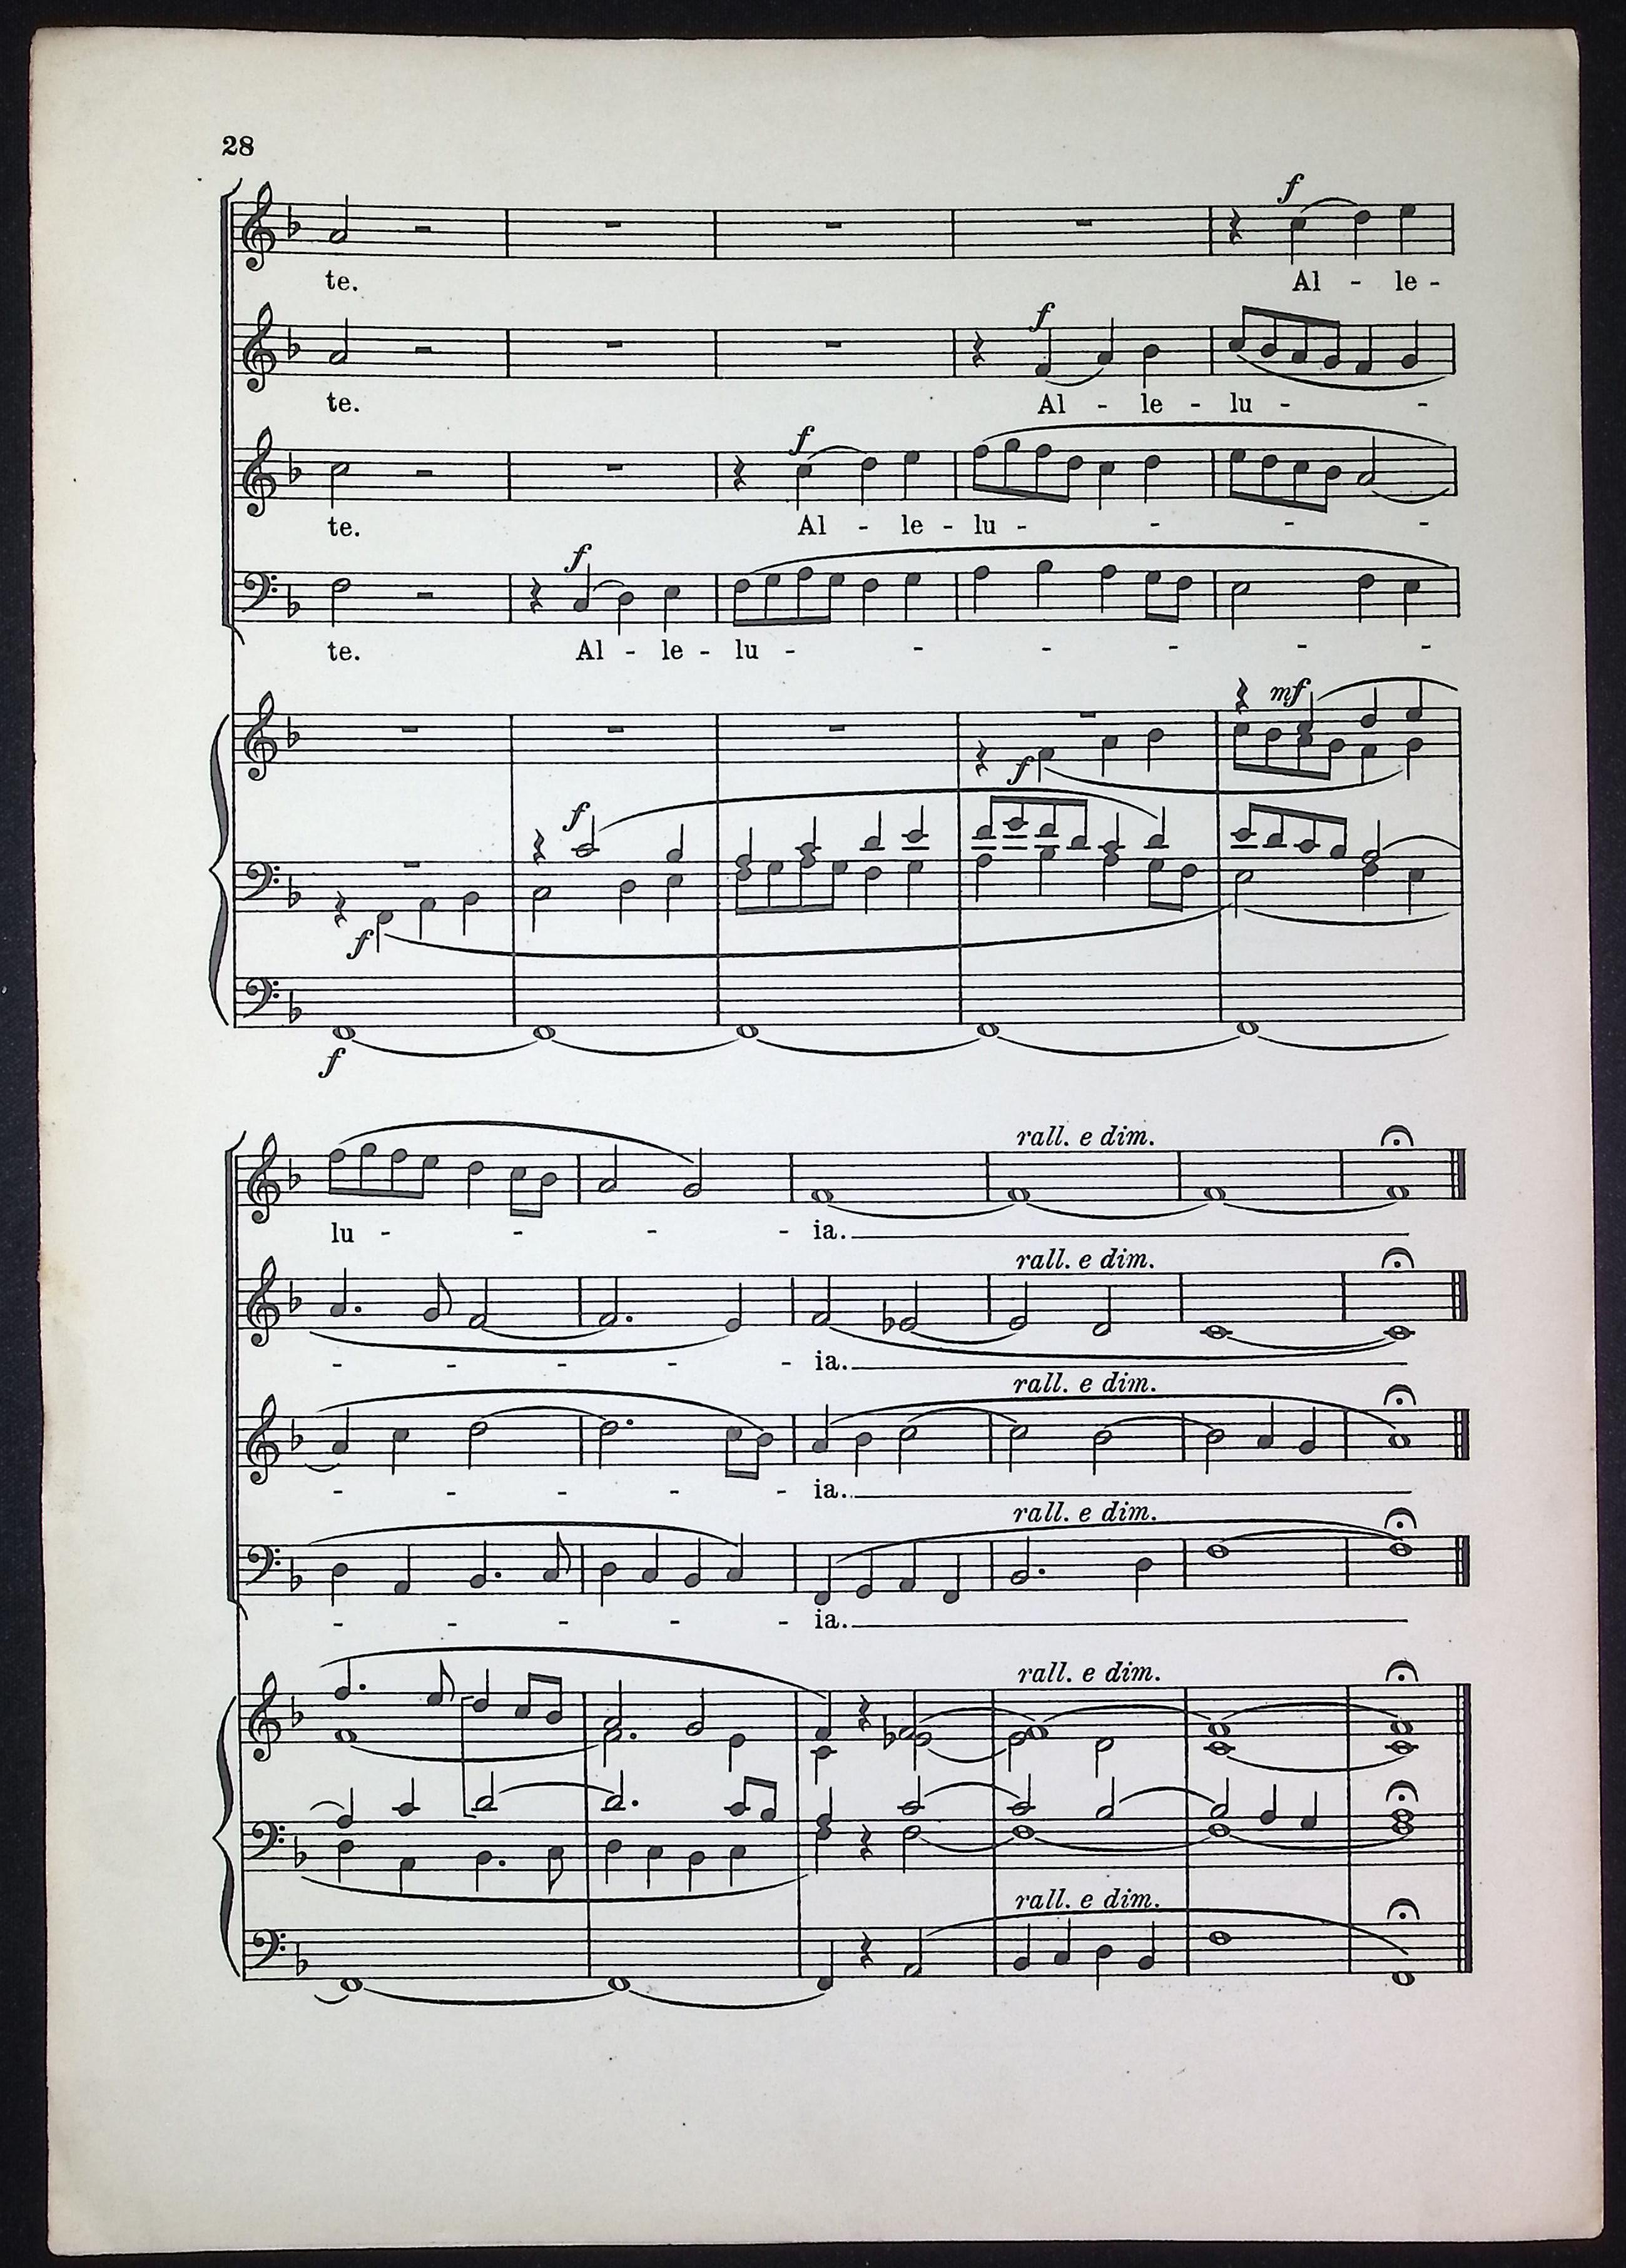 28
f
te. Al - le -
f
te. Al - le - lu - -
f
te. Al - le - lu - - - -
f
te. Al - le - lu - - - - - -
mf
f
f
f
f
rall. e dim.
lu - - - - ia.
rall. e dim.
- - - - - ia.
rall. e dim.
- - - - - ia.
rall. e dim.
- - - - - ia.
rall. e dim.
rall. e dim.